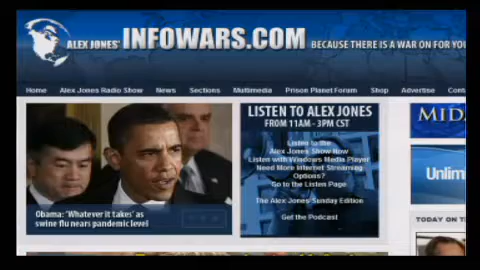 ALEX JONES' INFOWARS.COM BECAUSE THERE IS A WAR ON FOR YOU
Home Alex Jones Radio Show News Sections Multimedia Prison Planet Forum Shop Advertise Cont
LISTEN TO ALEX JONES
FROM 11AM - 3PM CST
Listen to the
Alex Jones Show Now
Listen with Windows Media Player
Need More Internet Streaming
Options?
Go to the Listen Page
The Alex Jones Sunday Edition
Get the Podcast
Obama: 'Whatever it takes' as
swine flu nears pandemic level
MID
Unlim
TODAY ON T